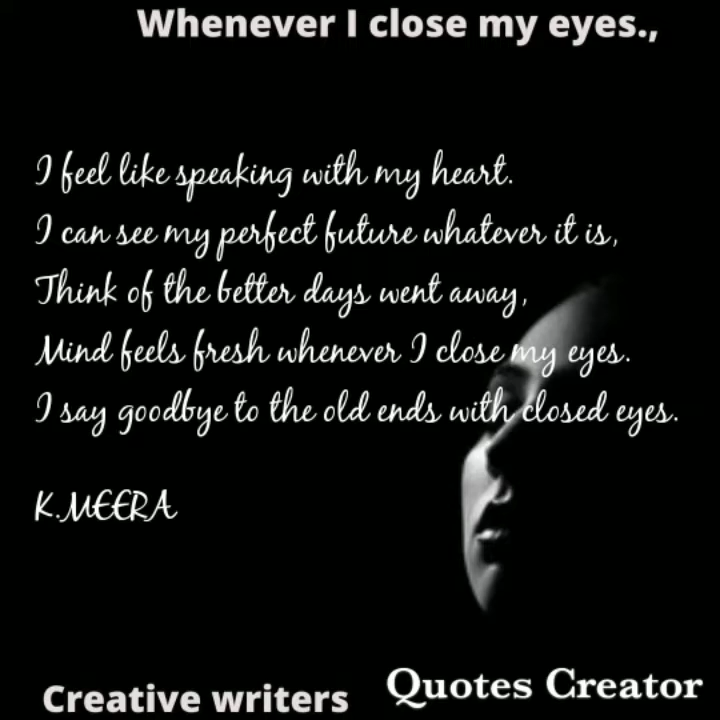 Whenever I close my eyes.,
I feel like speaking with my heart.
I can see my perfect future whatever it is,
Think of the better days went away,
Mind feels fresh whenever I close my eyes.
I say goodbye to the old ends with closed eyes.
K.MEERA
Creative writers
Quotes Creator